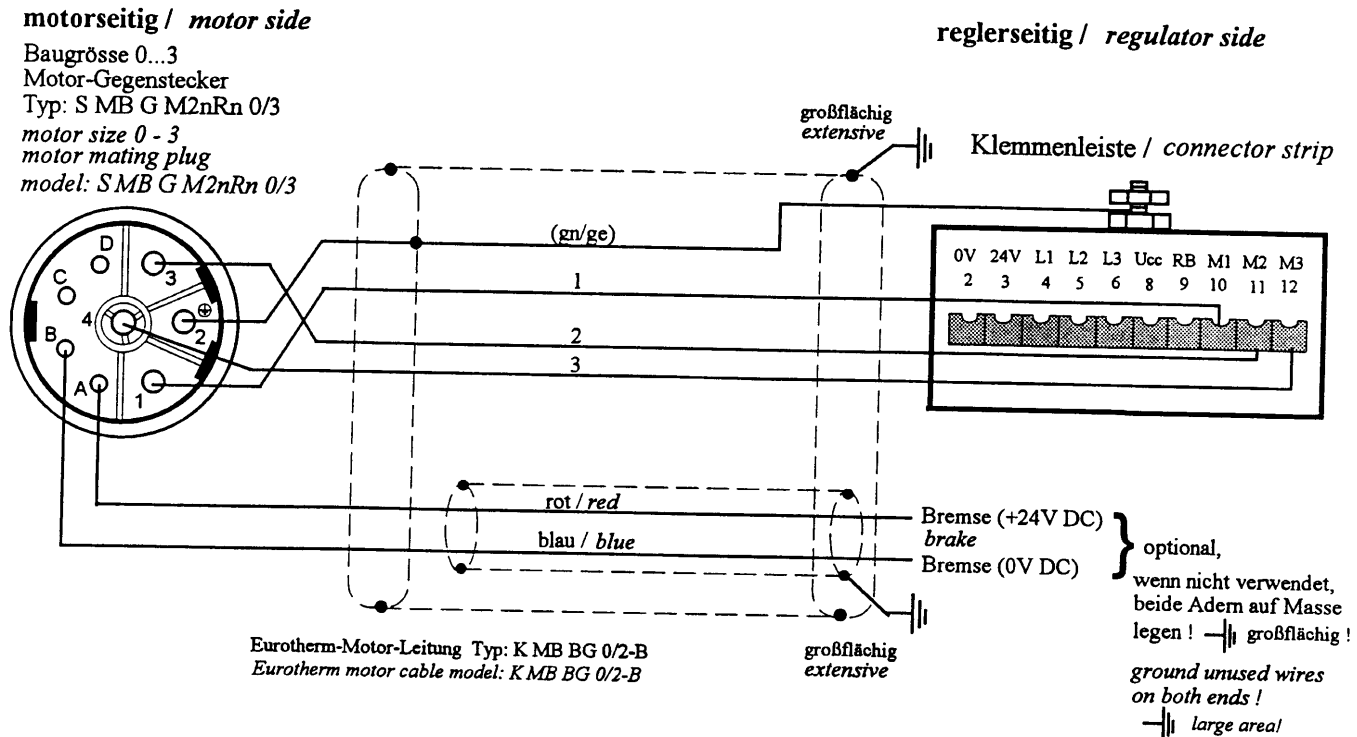 motorseitig / motor side
Baugrösse 0...3
Motor-Gegenstecker
Typ: S MB G M2nRn 0/3
motor size 0 - 3
motor mating plug
model: S MB G M2nRn 0/3
reglerseitig / regulator side
großflächig
extensive
Klemmenleiste / connector strip
(gn/ge)
0V 24V L1 L2 L3 Ucc RB M1 M2 M3
2 3 4 5 6 8 9 10 11 12
D
3
C
4
2
B
A
1
1
2
3
rot / red
blau / blue
Bremse (+24V DC)
brake
Bremse (0V DC)
optional,
wenn nicht verwendet,
beide Adern auf Masse
legen ! großflächig !
ground unused wires
on both ends !
large area!
Eurotherm-Motor-Leitung Typ: K MB BG 0/2-B
Eurotherm motor cable model: K MB BG 0/2-B
großflächig
extensive